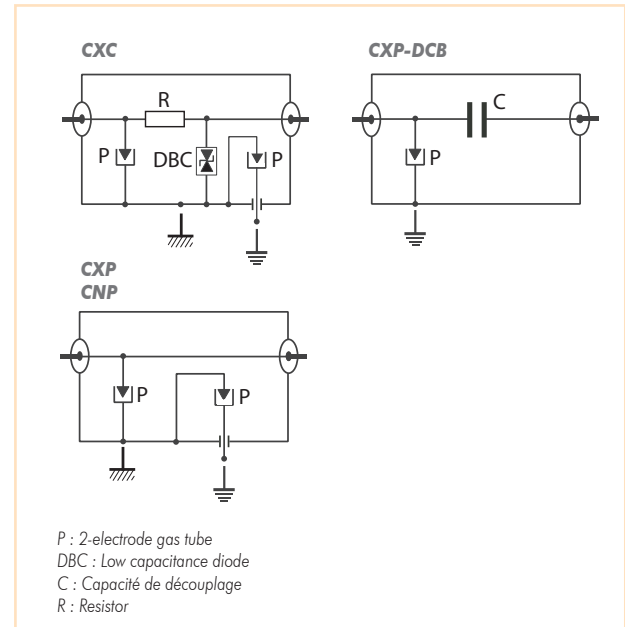 CXC
CXP-DCB
R
C
P
DBC
P
P
CXP
CNP
P
P
P : 2-electrode gas tube
DBC : Low capacitance diode
C : Capacité de découplage
R : Resistor